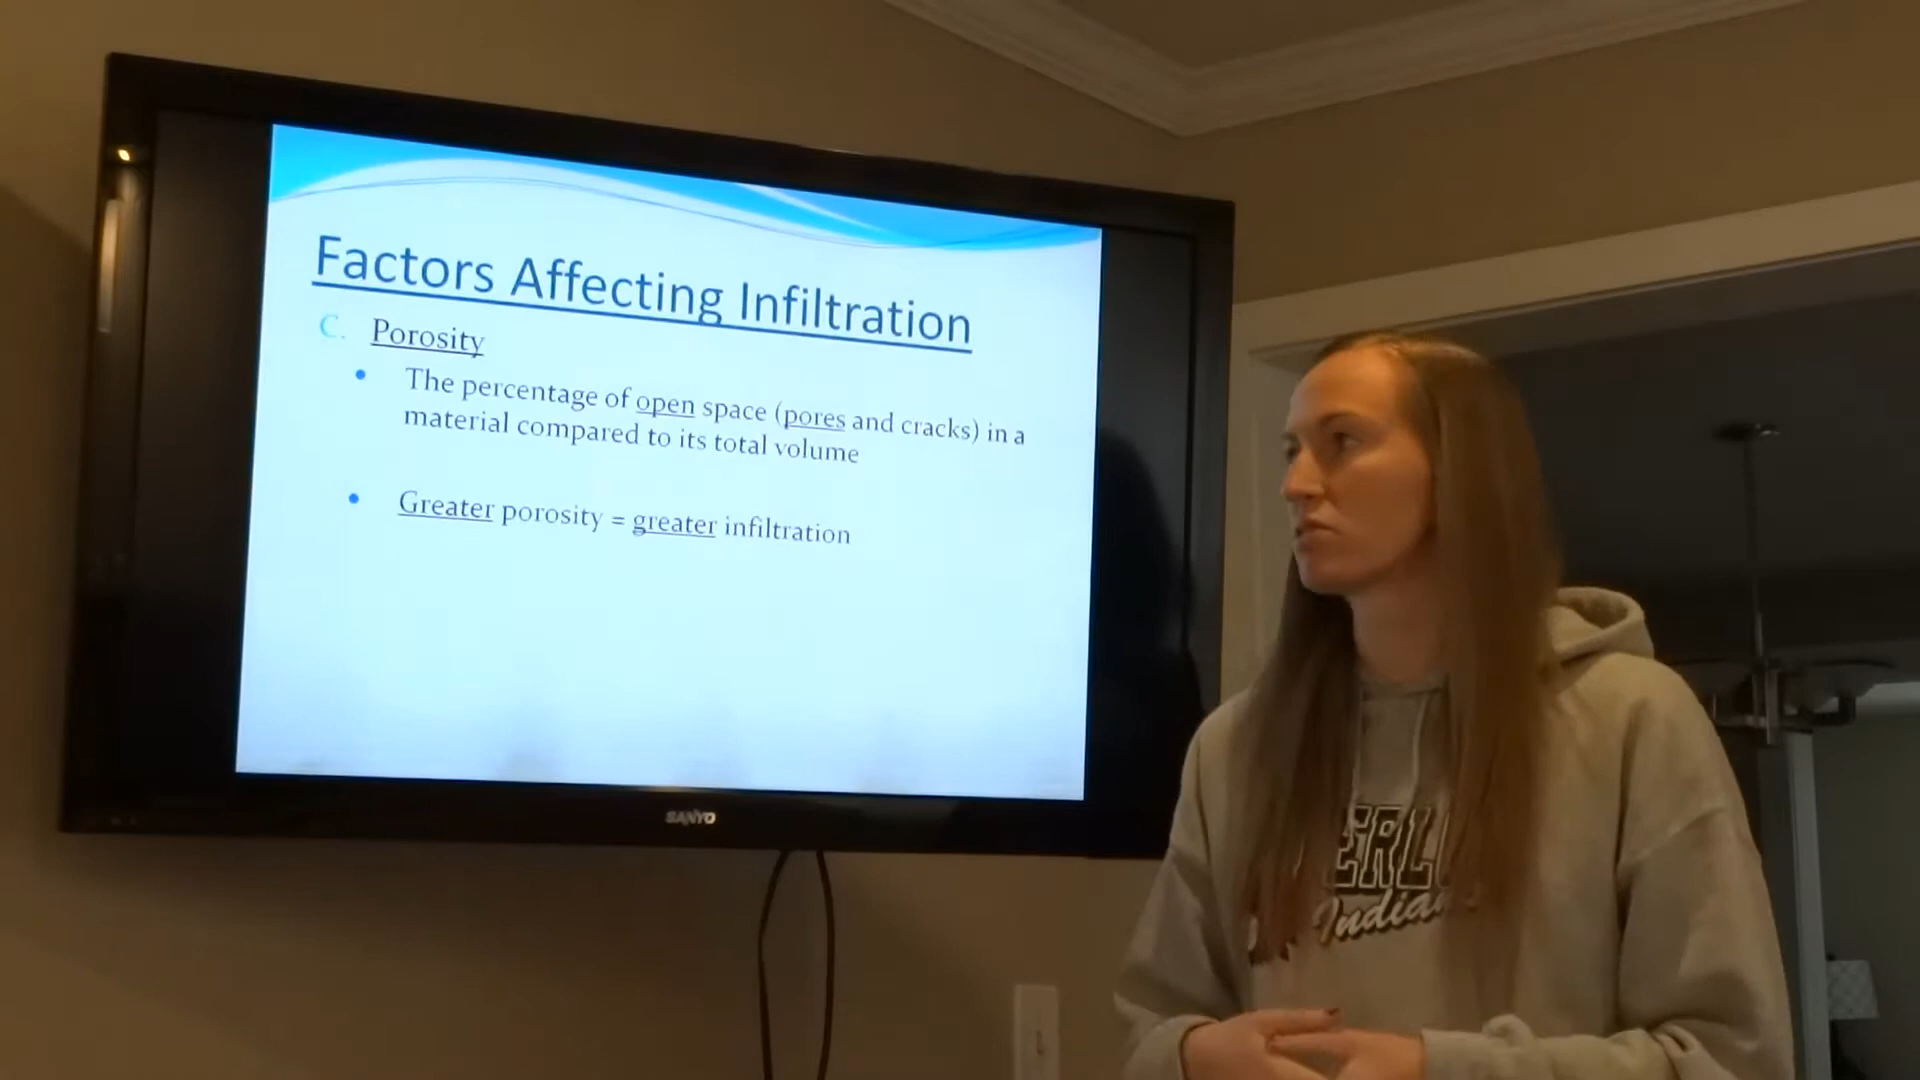 Factors Affecting Infiltration
C. Porosity
• The percentage of open space (pores and cracks) in a
material compared to its total volume
• Greater porosity = greater infiltration
SANYO